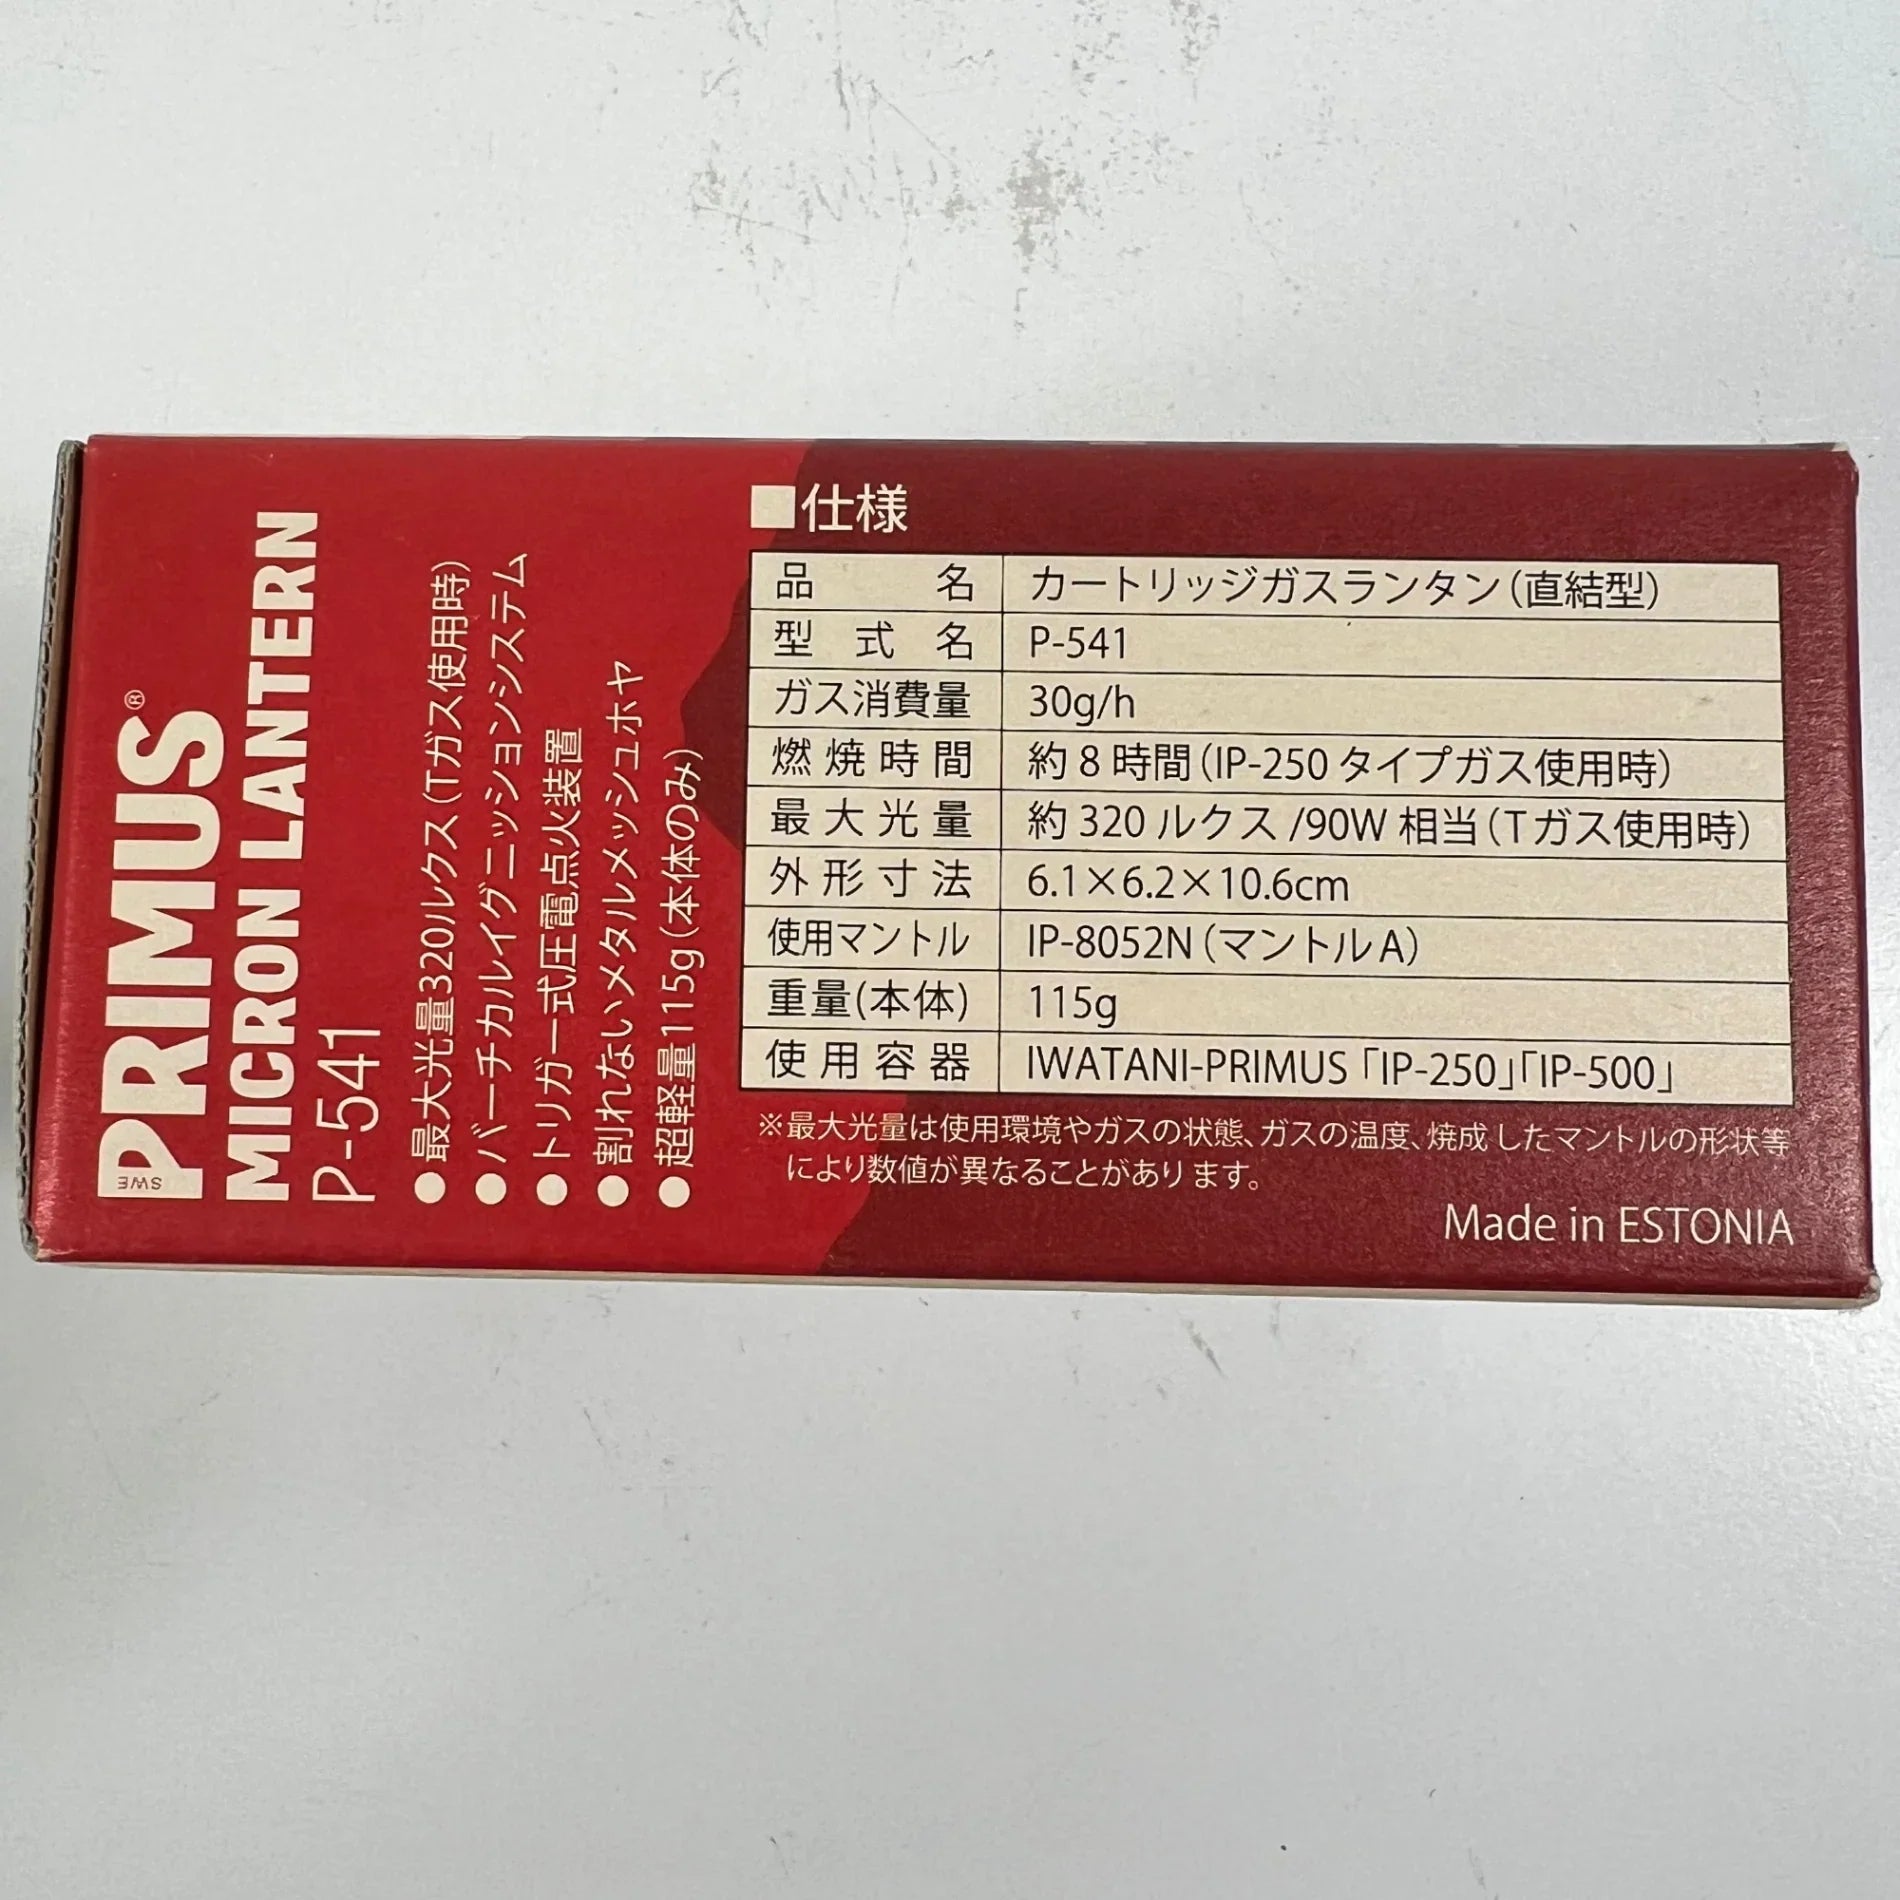 PRIMUS®
SWE
MICRON LANTERN
P-541
●最大光量320ルクス(Tガス使用時)
●バーチカルイグニッションシステム
●トリガー式圧電点火装置
●割れないメタルメッシュホヤ
●超軽量115g(本体のみ)
■仕様
品名 カートリッジガスランタン(直結型)
型式名 P-541
ガス消費量 30g/h
燃焼時間 約8時間(IP-250タイプガス使用時)
最大光量 約320ルクス/90W相当(Tガス使用時)
外形寸法 6.1×6.2×10.6cm
使用マントル IP-8052N(マントルA)
重量(本体) 115g
使用容器 IWATANI-PRIMUS「IP-250」「IP-500」
※最大光量は使用環境やガスの状態、ガスの温度、焼成したマントルの形状等
により数値が異なることがあります。
Made in ESTONIA